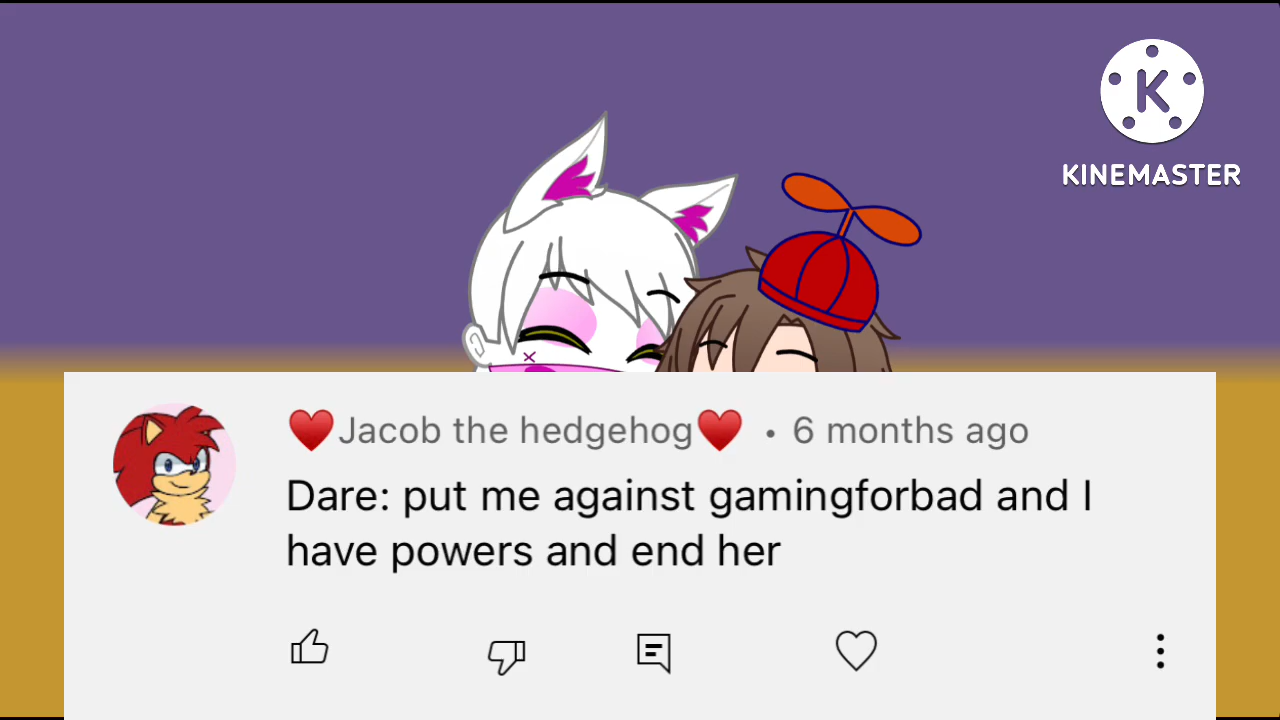 K
KINEMASTER
❤️Jacob the hedgehog❤️ • 6 months ago
Dare: put me against gamingforbad and I
have powers and end her